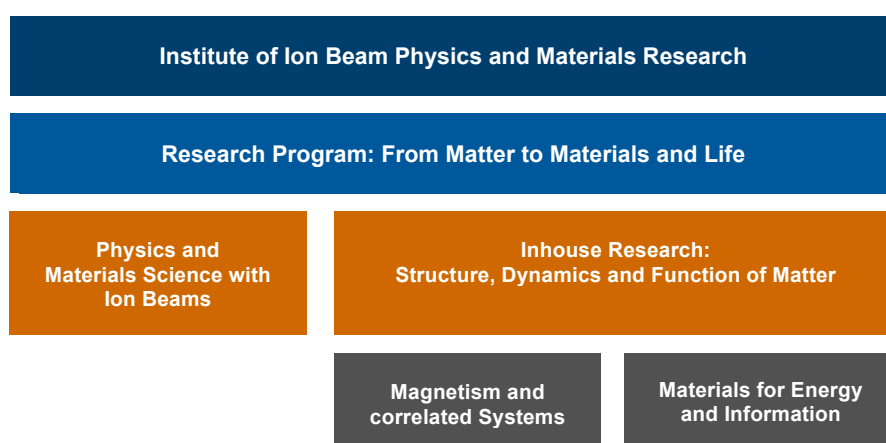 Institute of Ion Beam Physics and Materials Research
Research Program: From Matter to Materials and Life
Physics and
Materials Science with
Ion Beams
Inhouse Research:
Structure, Dynamics and Function of Matter
Magnetism and
correlated Systems
Materials for Energy
and Information